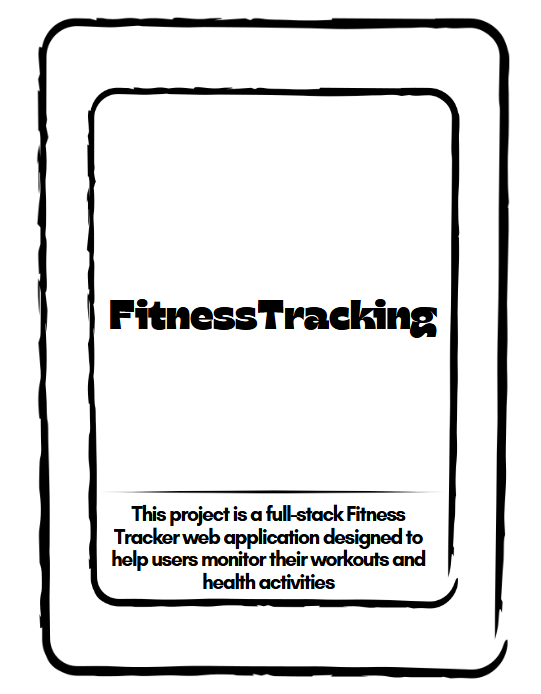 FitnessTracking
This project is a full-stack Fitness
Tracker web application designed to
help users monitor their workouts and
health activities